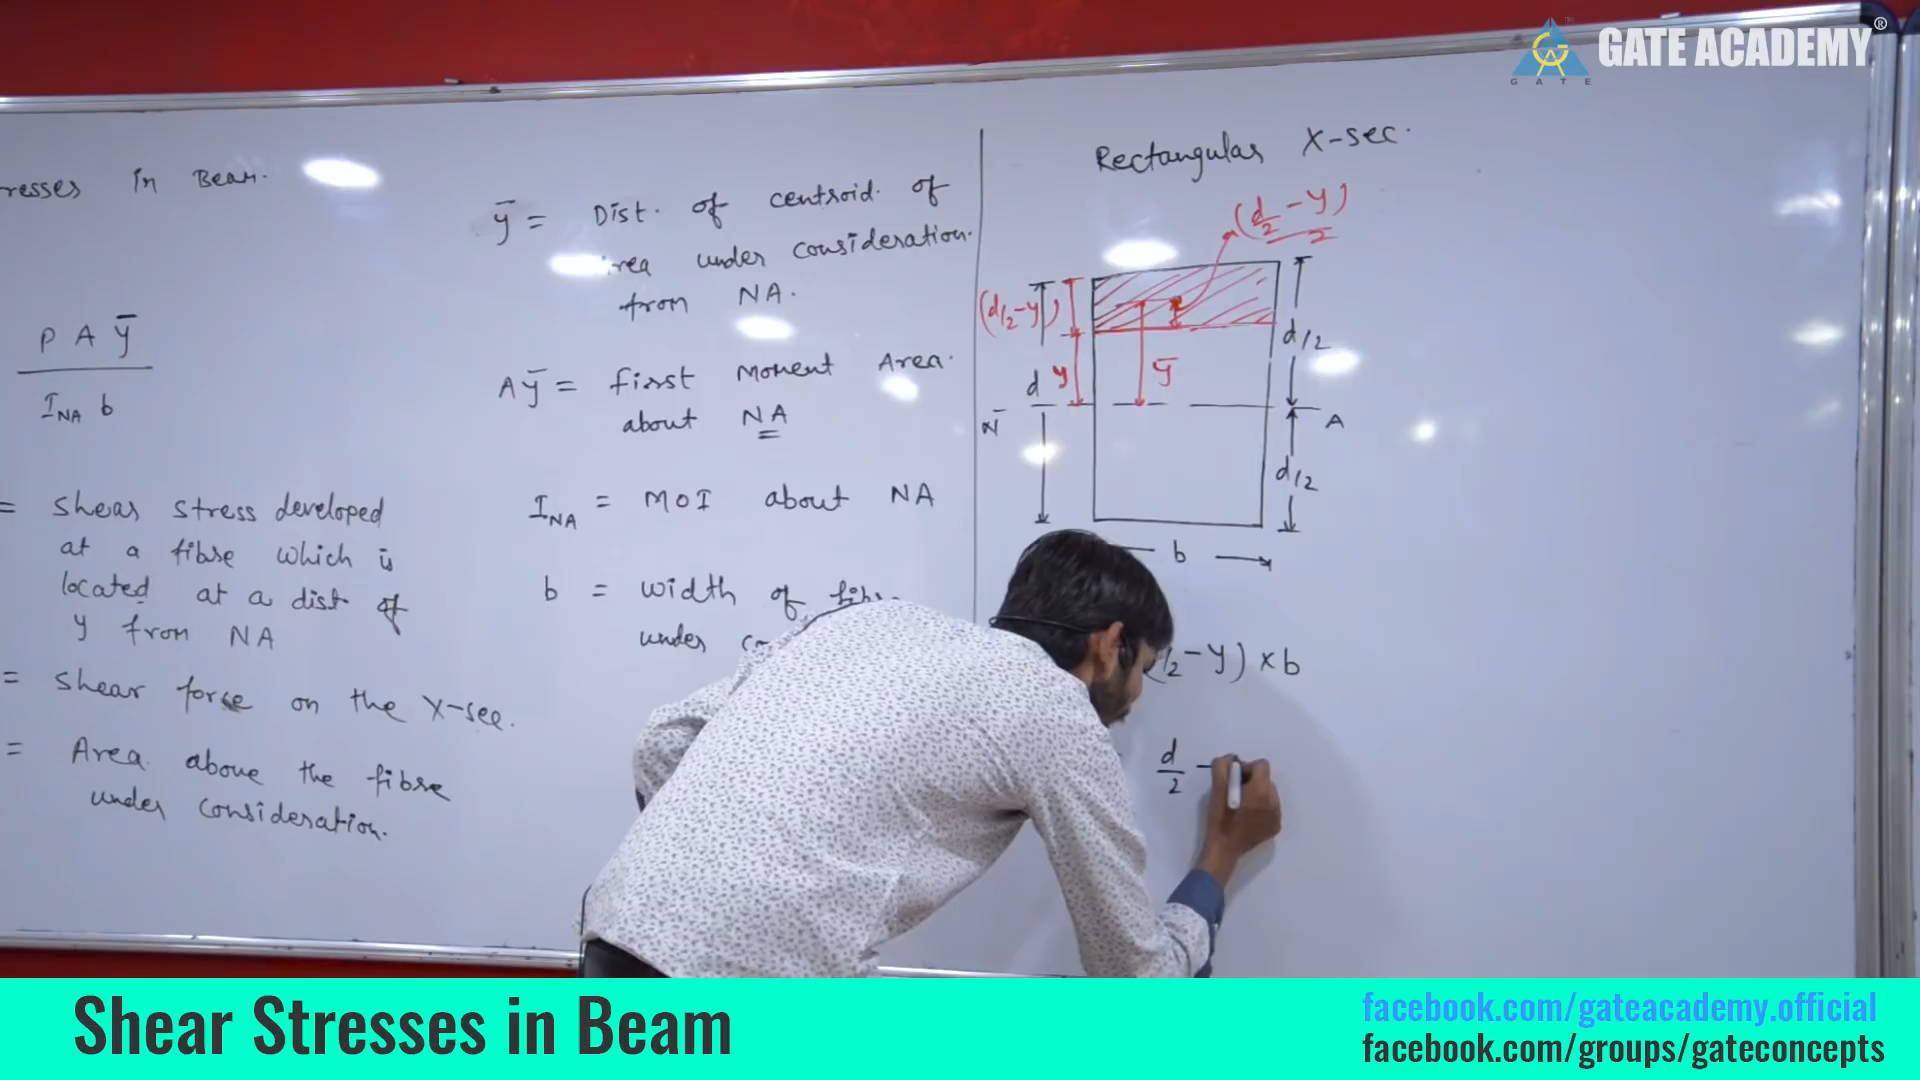 GATE ACADEMY ®
GATE
resses in Beam.
P A ȳ
I_NA b
= Shear stress developed
at a fibre which is
located at a dist of
y from NA
= Shear force on the X-sec.
= Area above the fibre
under consideration.
ȳ = Dist. of centroid of
area under consideration.
from NA.
Aȳ = first Moment Area.
about NA
I_NA = MOI about NA
b = width of fibre
under
Rectangular X-sec.
(d/2 - y)
2
(d/2 - y)
d/2
y
ȳ
d
N
A
d/2
b
/2 - y) × b
d/2 -
Shear Stresses in Beam
facebook.com/gateacademy.official
facebook.com/groups/gateconcepts